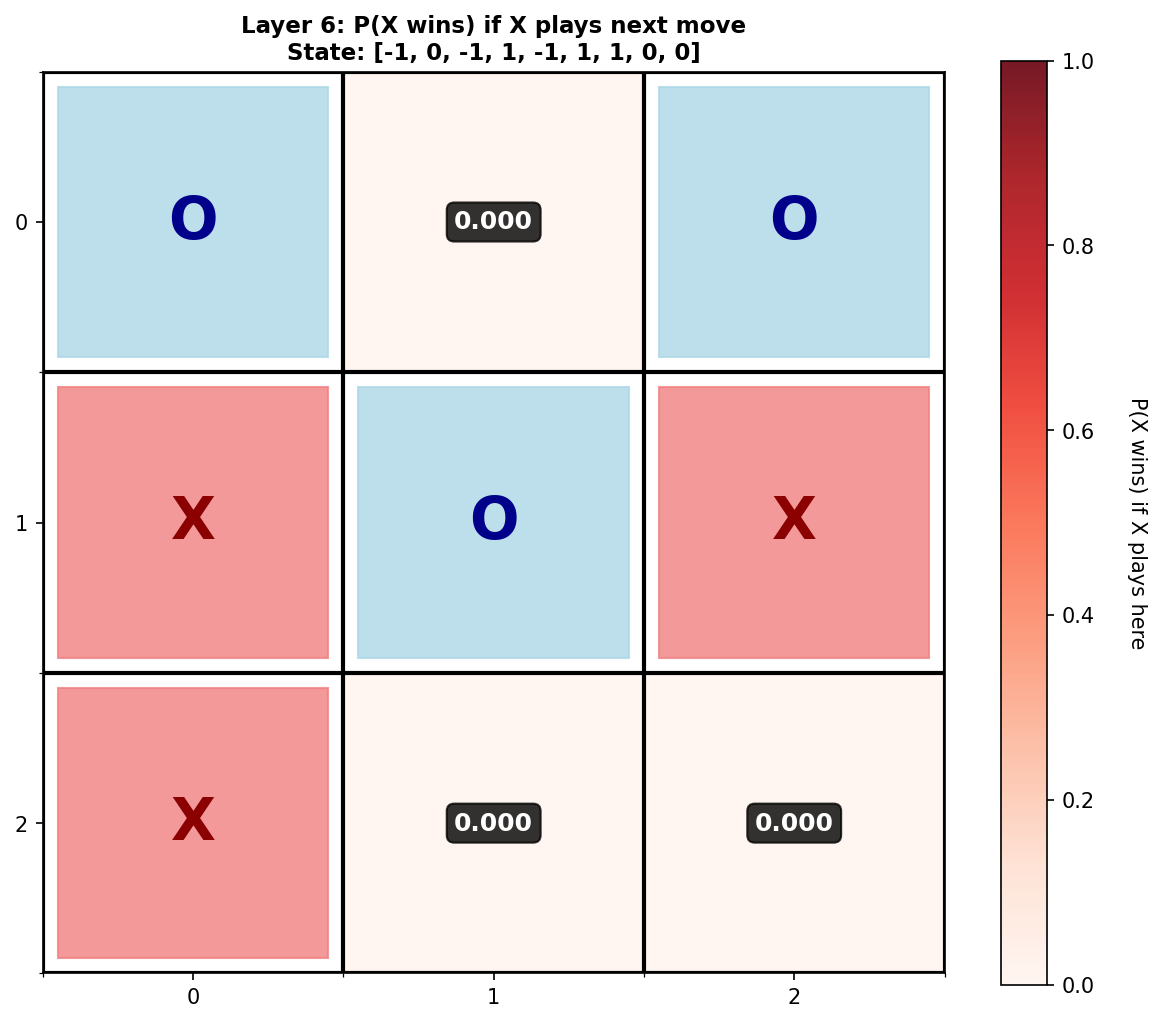 Layer 6: P(X wins) if X plays next move
State: [-1, 0, -1, 1, -1, 1, 1, 0, 0]
O
0.000
O
X
O
X
X
0.000
0.000
0
1
2
0
1
2
1.0
0.8
0.6
0.4
0.2
0.0
P(X wins) if X plays here